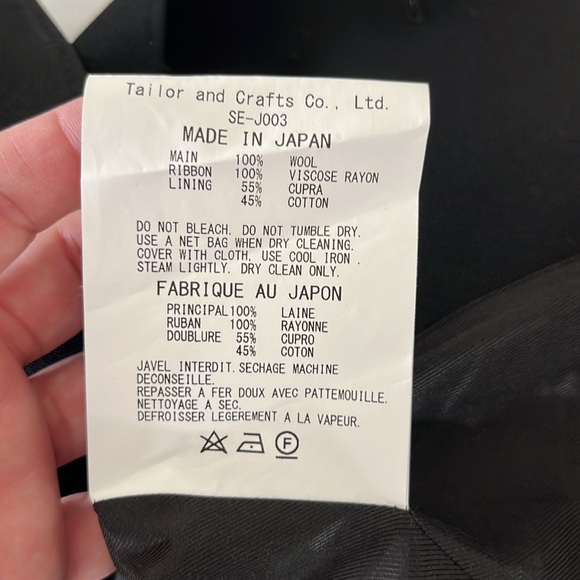 Tailor and Crafts Co., Ltd.
SE-J003
MADE IN JAPAN
MAIN 100% WOOL
RIBBON 100% VISCOSE RAYON
LINING 55% CUPRA
45% COTTON
DO NOT BLEACH. DO NOT TUMBLE DRY.
USE A NET BAG WHEN DRY CLEANING.
COVER WITH CLOTH, USE COOL IRON .
STEAM LIGHTLY. DRY CLEAN ONLY.
FABRIQUE AU JAPON
PRINCIPAL 100% LAINE
RUBAN 100% RAYONNE
DOUBLURE 55% CUPRO
45% COTON
JAVEL INTERDIT. SECHAGE MACHINE
DECONSEILLE.
REPASSER A FER DOUX AVEC PATTEMOUILLE.
NETTOYAGE A SEC.
DEFROISSER LEGEREMENT A LA VAPEUR.
F